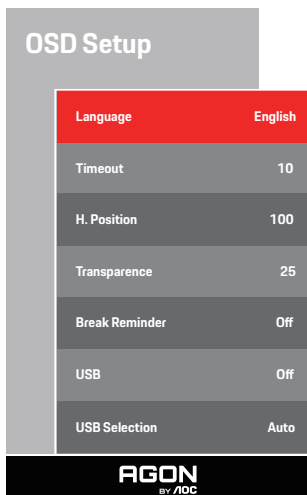 OSD Setup
Language English
Timeout 10
H. Position 100
Transparence 25
Break Reminder Off
USB Off
USB Selection Auto
AGON
BY AOC